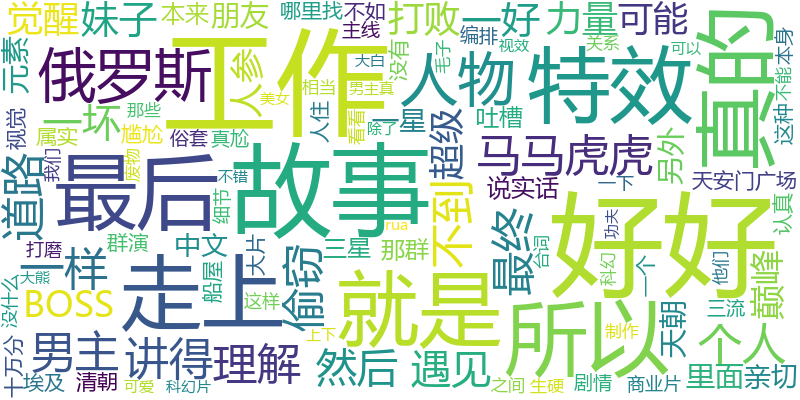 觉醒
妹子
本来
朋友
哪里找
不如
主线
打败
一好
力量
编排
可能
视效
关系
可以
真的
元素
俄罗斯
工作
人参
大白
毛子
没有
人物
特效
不能
本身
一坏
那些
相当
美女
男主真
一星
吐槽
这种
视觉
属实
尴尬
俗套
真尬
人住
看看
除了
超级
马马虎虎
另外
道路
我们
废物
最后
不错
细节
故事
rua
不到
说实话
一下
功夫
天安门广场
认真
打磨
群演
中文
偷窃
三星
那群
最终
好好
台词
科幻
一个
他们
一样
大熊
走上
船屋
大片
就是
所以
三流
巅峰
没什么
BOSS
这样
天朝
制作
个人
十万分
男主
讲得
理解
上下
然后
遇见
里面
亲切
埃及
清朝
可爱
科幻片
之间
生硬
剧情
商业片